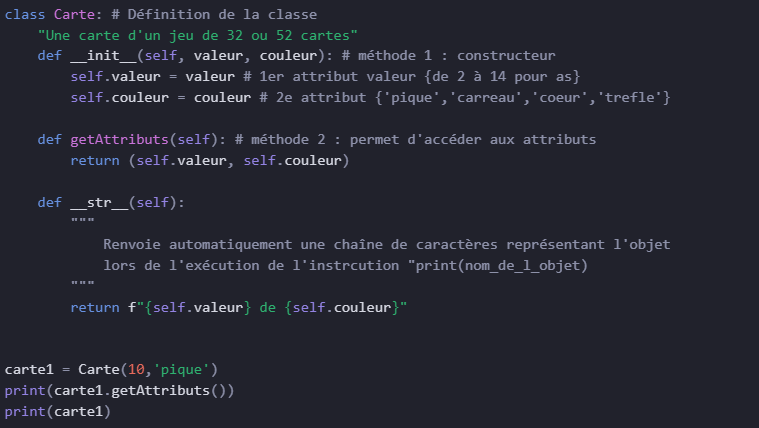 class Carte: # Définition de la classe
    "Une carte d'un jeu de 32 ou 52 cartes"
    def __init__(self, valeur, couleur): # méthode 1 : constructeur
        self.valeur = valeur # 1er attribut valeur {de 2 à 14 pour as}
        self.couleur = couleur # 2e attribut {'pique','carreau','coeur','trefle'}

    def getAttributs(self): # méthode 2 : permet d'accéder aux attributs
        return (self.valeur, self.couleur)

    def __str__(self):
        """
            Renvoie automatiquement une chaîne de caractères représentant l'objet
            lors de l'exécution de l'instrcution "print(nom_de_l_objet)
        """
        return f"{self.valeur} de {self.couleur}"


carte1 = Carte(10,'pique')
print(carte1.getAttributs())
print(carte1)